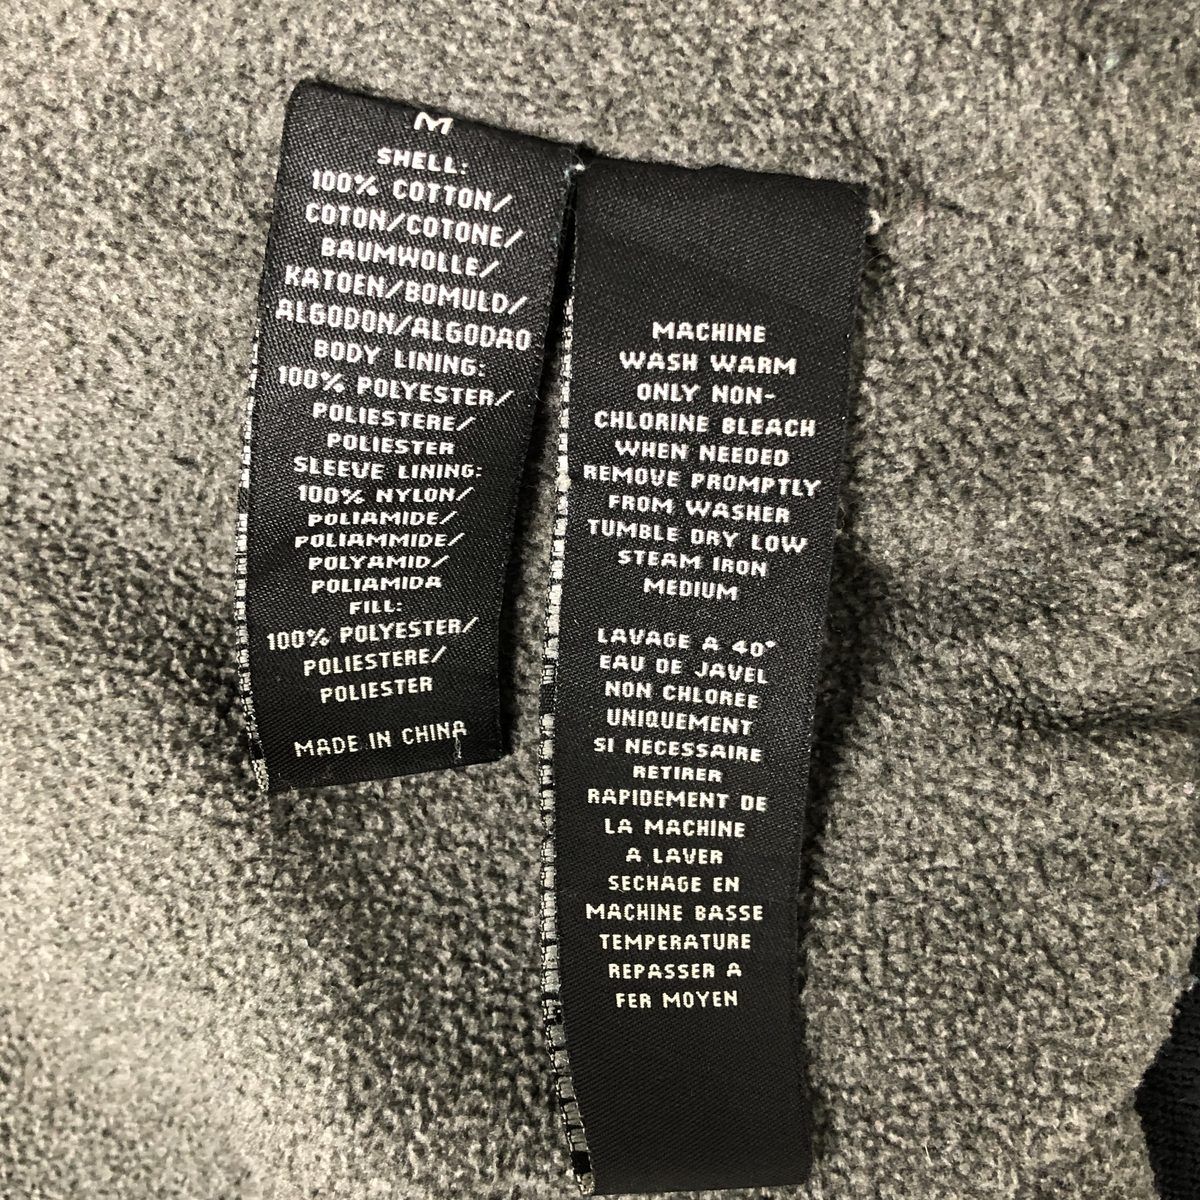 M
SHELL:
100% COTTON/
COTON/COTONE/
BAUMWOLLE/
KATOEN/BOMULD/
ALGODON/ALGODAO
BODY LINING:
100% POLYESTER/
POLIESTERE/
POLIESTER
SLEEVE LINING:
100% NYLON/
POLIAMIDE/
POLIAMMIDE/
POLYAMID/
POLIAMIDA
FILL:
100% POLYESTER/
POLIESTERE/
POLIESTER
MADE IN CHINA
MACHINE
WASH WARM
ONLY NON-
CHLORINE BLEACH
WHEN NEEDED
REMOVE PROMPTLY
FROM WASHER
TUMBLE DRY LOW
STEAM IRON
MEDIUM
LAVAGE A 40°
EAU DE JAVEL
NON CHLOREE
UNIQUEMENT
SI NECESSAIRE
RETIRER
RAPIDEMENT DE
LA MACHINE
A LAVER
SECHAGE EN
MACHINE BASSE
TEMPERATURE
REPASSER A
FER MOYEN